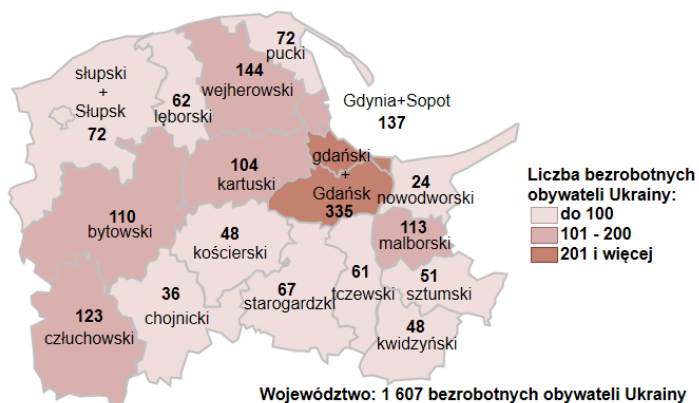 72
pucki
144
wejherowski
słupski
+
Słupsk
72
62
lęborski
Gdynia+Sopot
137
gdański
+
Gdańsk
335
104
kartuski
24
nowodworski
110
bytowski
48
kościerski
113
malborski
123
człuchowski
36
chojnicki
67
starogardzki
61
tczewski
51
sztumski
48
kwidzyński
Liczba bezrobotnych
obywateli Ukrainy:
do 100
101 - 200
201 i więcej
Województwo: 1 607 bezrobotnych obywateli Ukrainy